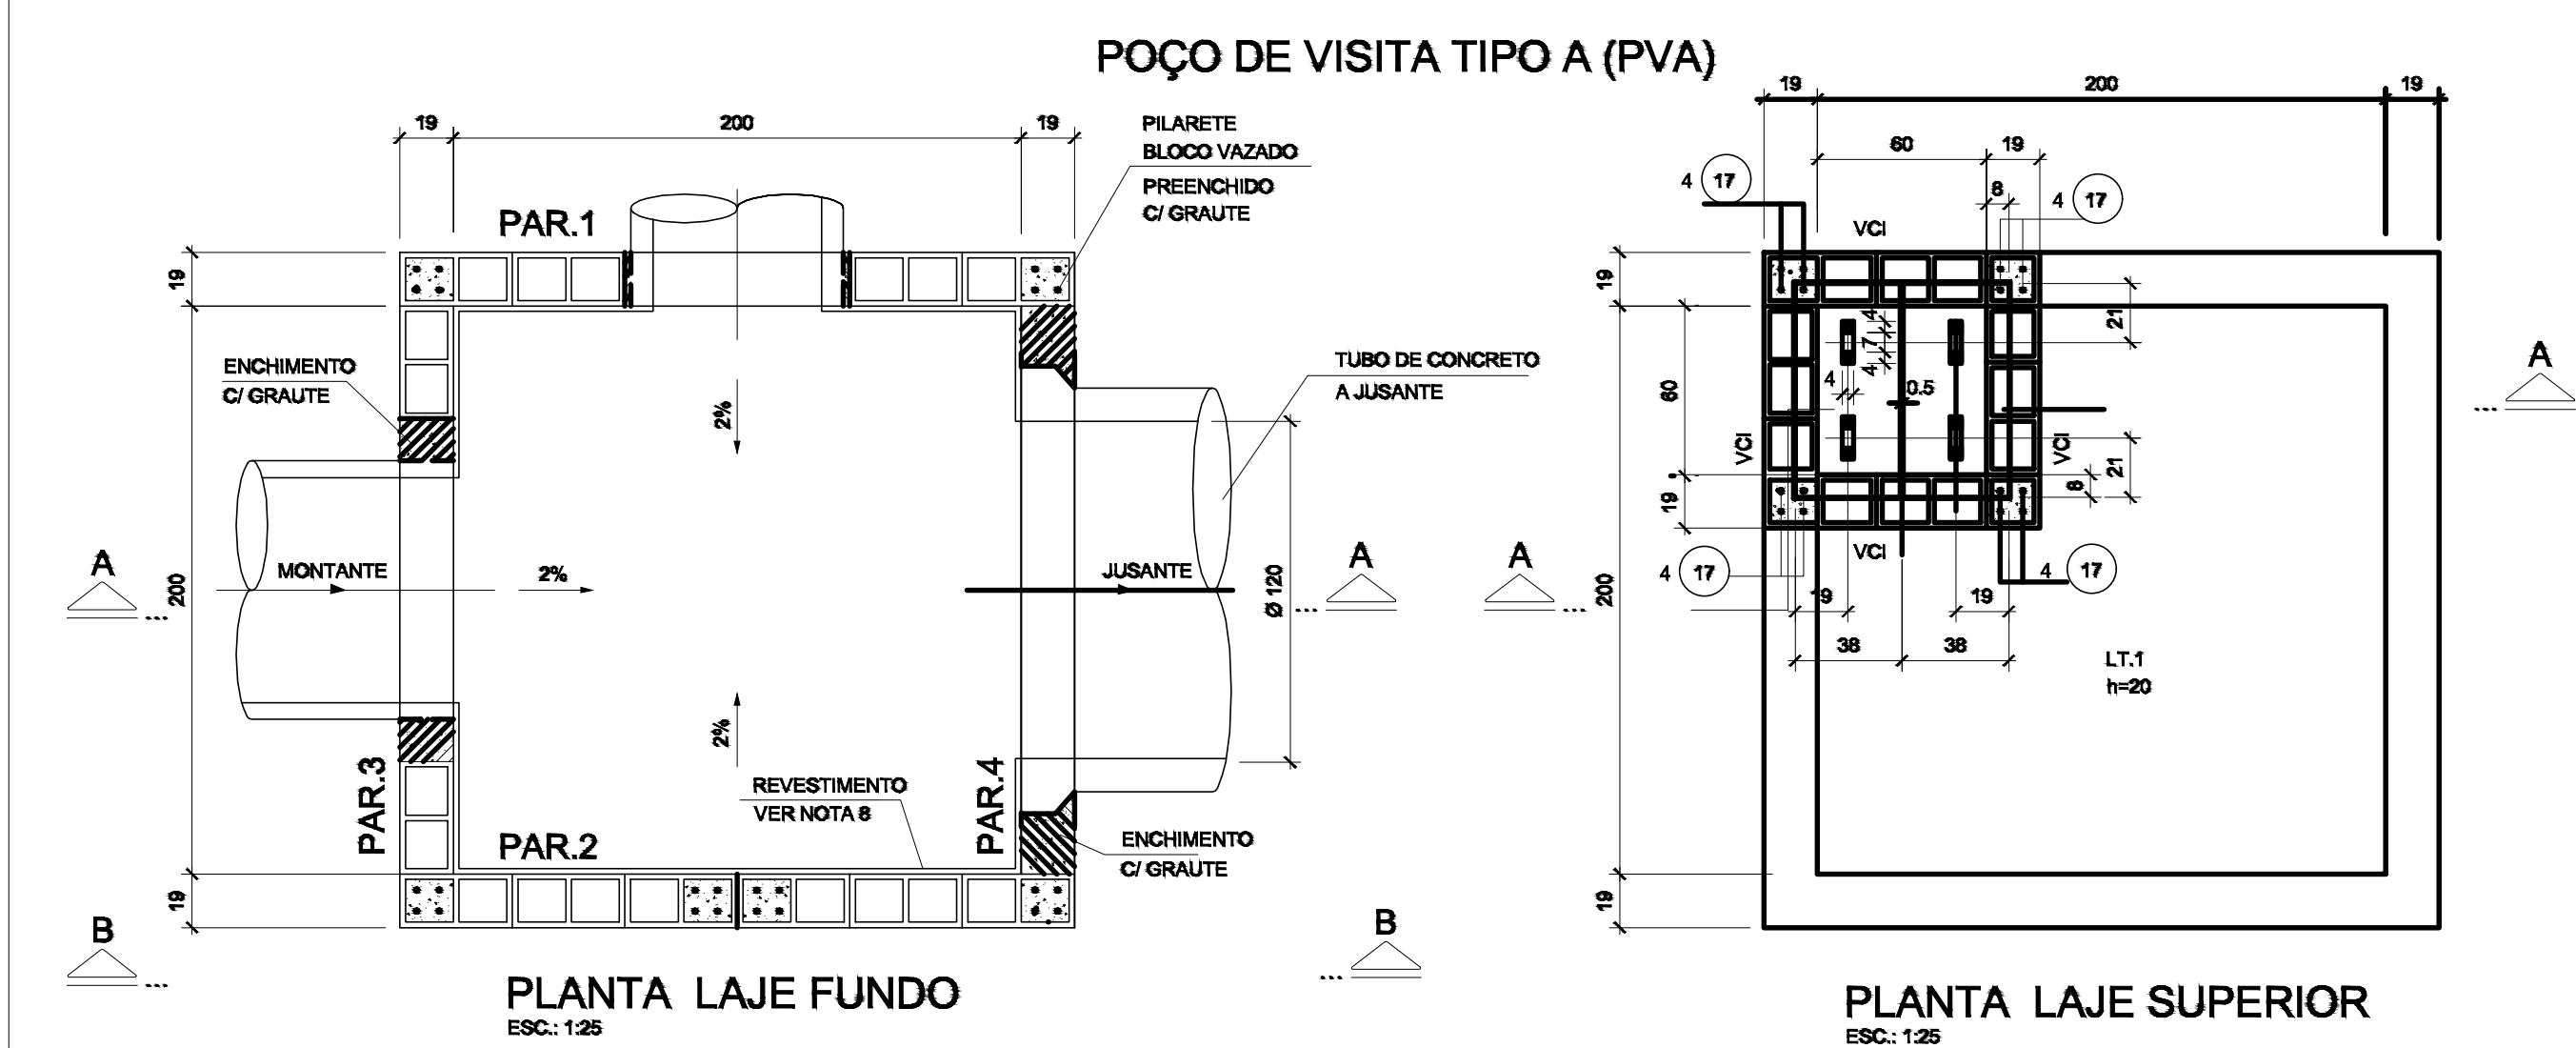 POÇO DE VISITA TIPO A (PVA)
19
200
19
PILARETE
BLOCO VAZADO
PREENCHIDO
C/ GRAUTE
PAR.1
19
ENCHIMENTO
C/ GRAUTE
2%
TUBO DE CONCRETO
A JUSANTE
A
MONTANTE
2%
200
JUSANTE
Ø 120
A
2%
PAR.3
REVESTIMENTO
VER NOTA 8
PAR.4
PAR.2
ENCHIMENTO
C/ GRAUTE
19
B
B
PLANTA LAJE FUNDO
ESC.: 1:25
19
200
19
60
19
8
4 17
4 17
VCI
19
21
4
7
4
4
0.5
60
A
VCI
VCI
21
8
19
VCI
4 17
4 17
A
200
19
19
38
38
LT.1
h=20
19
PLANTA LAJE SUPERIOR
ESC.: 1:25